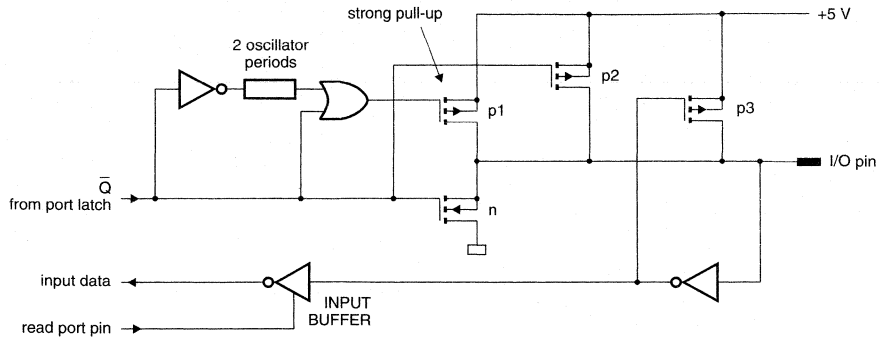 strong pull-up
+5 V
2 oscillator
periods
p2
p1
p3
I/O pin
Q̅
from port latch
n
input data
INPUT
BUFFER
read port pin